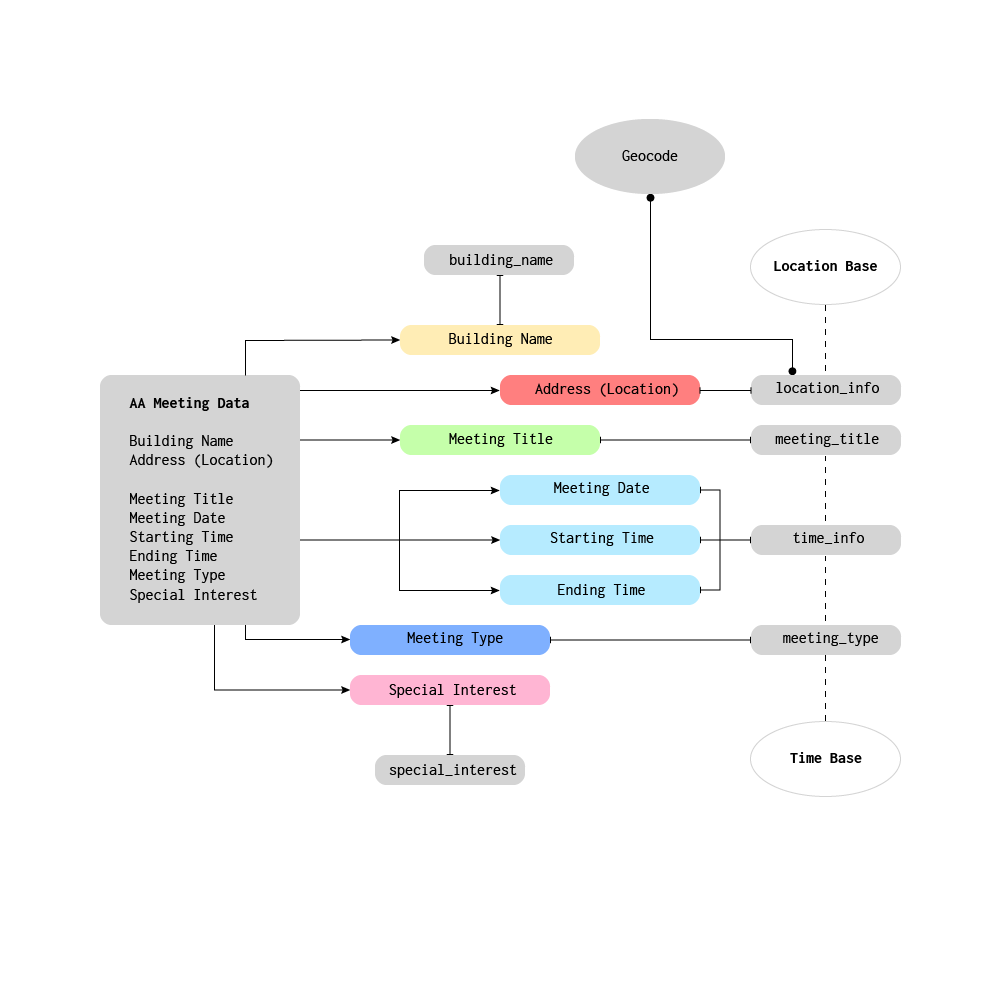 Geocode
building_name
Location Base
Building Name
Address (Location)
location_info
AA Meeting Data
Building Name
Address (Location)
Meeting Title
Meeting Date
Starting Time
Ending Time
Meeting Type
Special Interest
Meeting Title
meeting_title
Meeting Date
Starting Time
time_info
Ending Time
Meeting Type
meeting_type
Special Interest
special_interest
Time Base